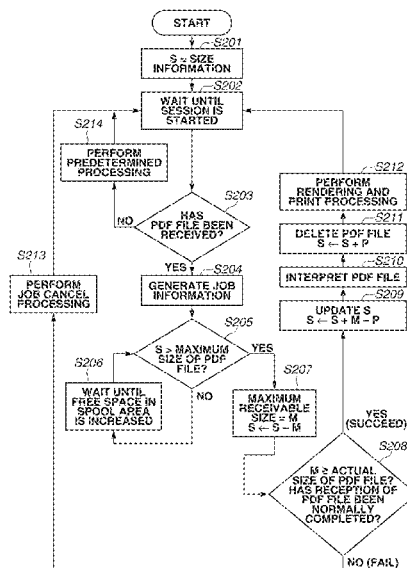 START
S201
S = SIZE
INFORMATION
S202
WAIT UNTIL
SESSION IS
STARTED
S214
PERFORM
PREDETERMINED
PROCESSING
S203
HAS
PDF FILE BEEN
RECEIVED?
NO
YES
S204
GENERATE JOB
INFORMATION
S205
S > MAXIMUM
SIZE OF PDF
FILE?
YES
NO
S206
WAIT UNTIL
FREE SPACE IN
SPOOL AREA
IS INCREASED
S207
MAXIMUM
RECEIVABLE
SIZE = M
S ← S – M
S208
M ≥ ACTUAL
SIZE OF PDF FILE?
HAS RECEPTION OF
PDF FILE BEEN
NORMALLY
COMPLETED?
YES
(SUCCEED)
NO (FAIL)
S209
UPDATE S
S ← S + M – P
S210
INTERPRET PDF FILE
S211
DELETE PDF FILE
S ← S + P
S212
PERFORM
RENDERING AND
PRINT PROCESSING
S213
PERFORM
JOB CANCEL
PROCESSING